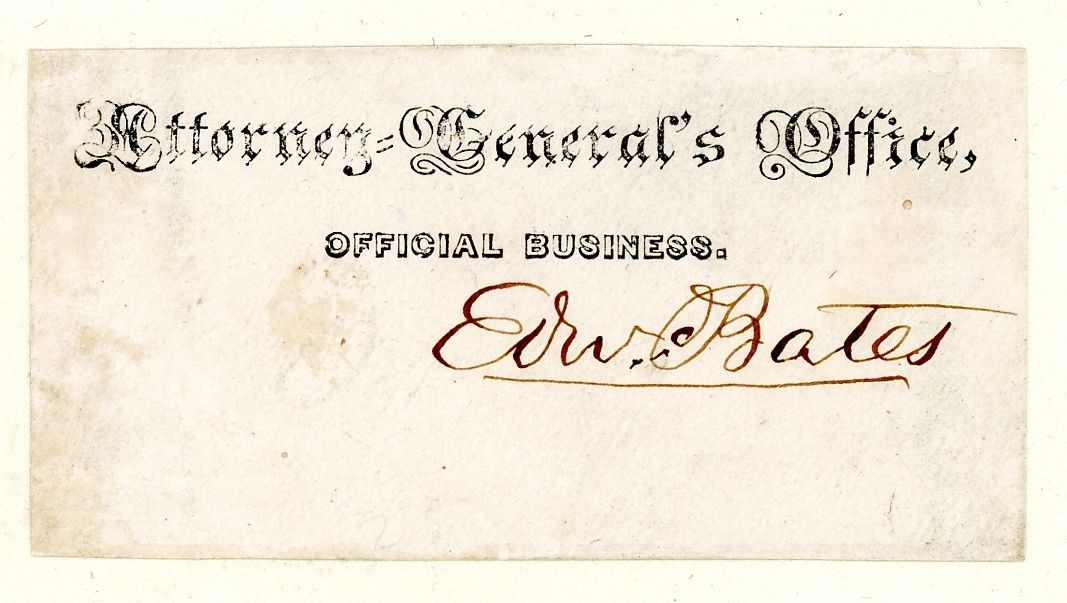 Attorney-General's Office,
OFFICIAL BUSINESS.
Edw. Bates